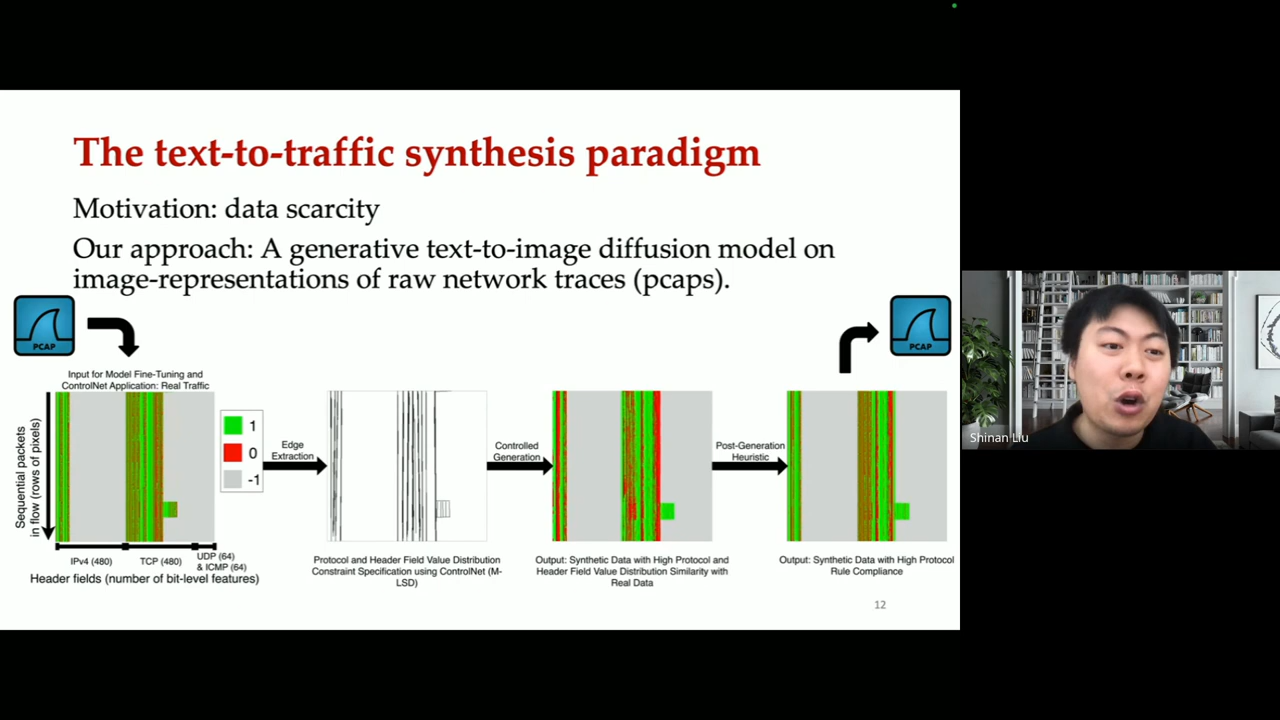 The text-to-traffic synthesis paradigm
Motivation: data scarcity
Our approach: A generative text-to-image diffusion model on
image-representations of raw network traces (pcaps).
PCAP
PCAP
Input for Model Fine-Tuning and
ControlNet Application: Real Traffic
Sequential packets
in flow (rows of pixels)
1
0
-1
Edge
Extraction
Controlled
Generation
Post-Generation
Heuristic
IPv4 (480)
TCP (480)
UDP (64)
& ICMP (64)
Header fields (number of bit-level features)
Protocol and Header Field Value Distribution
Constraint Specification using ControlNet (M-
LSD)
Output: Synthetic Data with High Protocol and
Header Field Value Distribution Similarity with
Real Data
Output: Synthetic Data with High Protocol
Rule Compliance
12
Shinan Liu